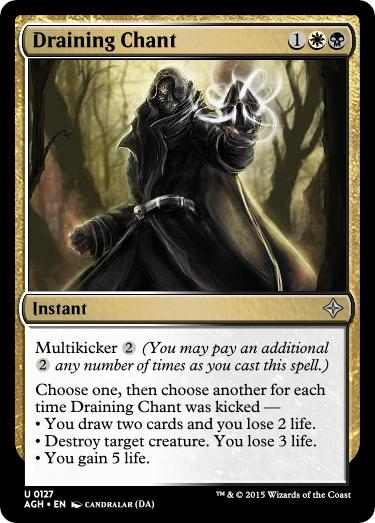 Draining Chant 1
Instant
Multikicker 2 (You may pay an additional
2 any number of times as you cast this spell.)
Choose one, then choose another for each
time Draining Chant was kicked —
• You draw two cards and you lose 2 life.
• Destroy target creature. You lose 3 life.
• You gain 5 life.
U 0127
AGH • EN CANDRALAR (DA)
™ & © 2015 Wizards of the Coast